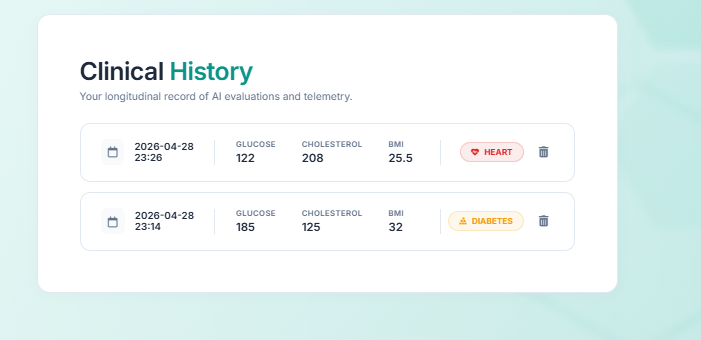 Clinical History
Your longitudinal record of AI evaluations and telemetry.
2026-04-28
23:26
GLUCOSE
122
CHOLESTEROL
208
BMI
25.5
HEART
2026-04-28
23:14
GLUCOSE
185
CHOLESTEROL
125
BMI
32
DIABETES